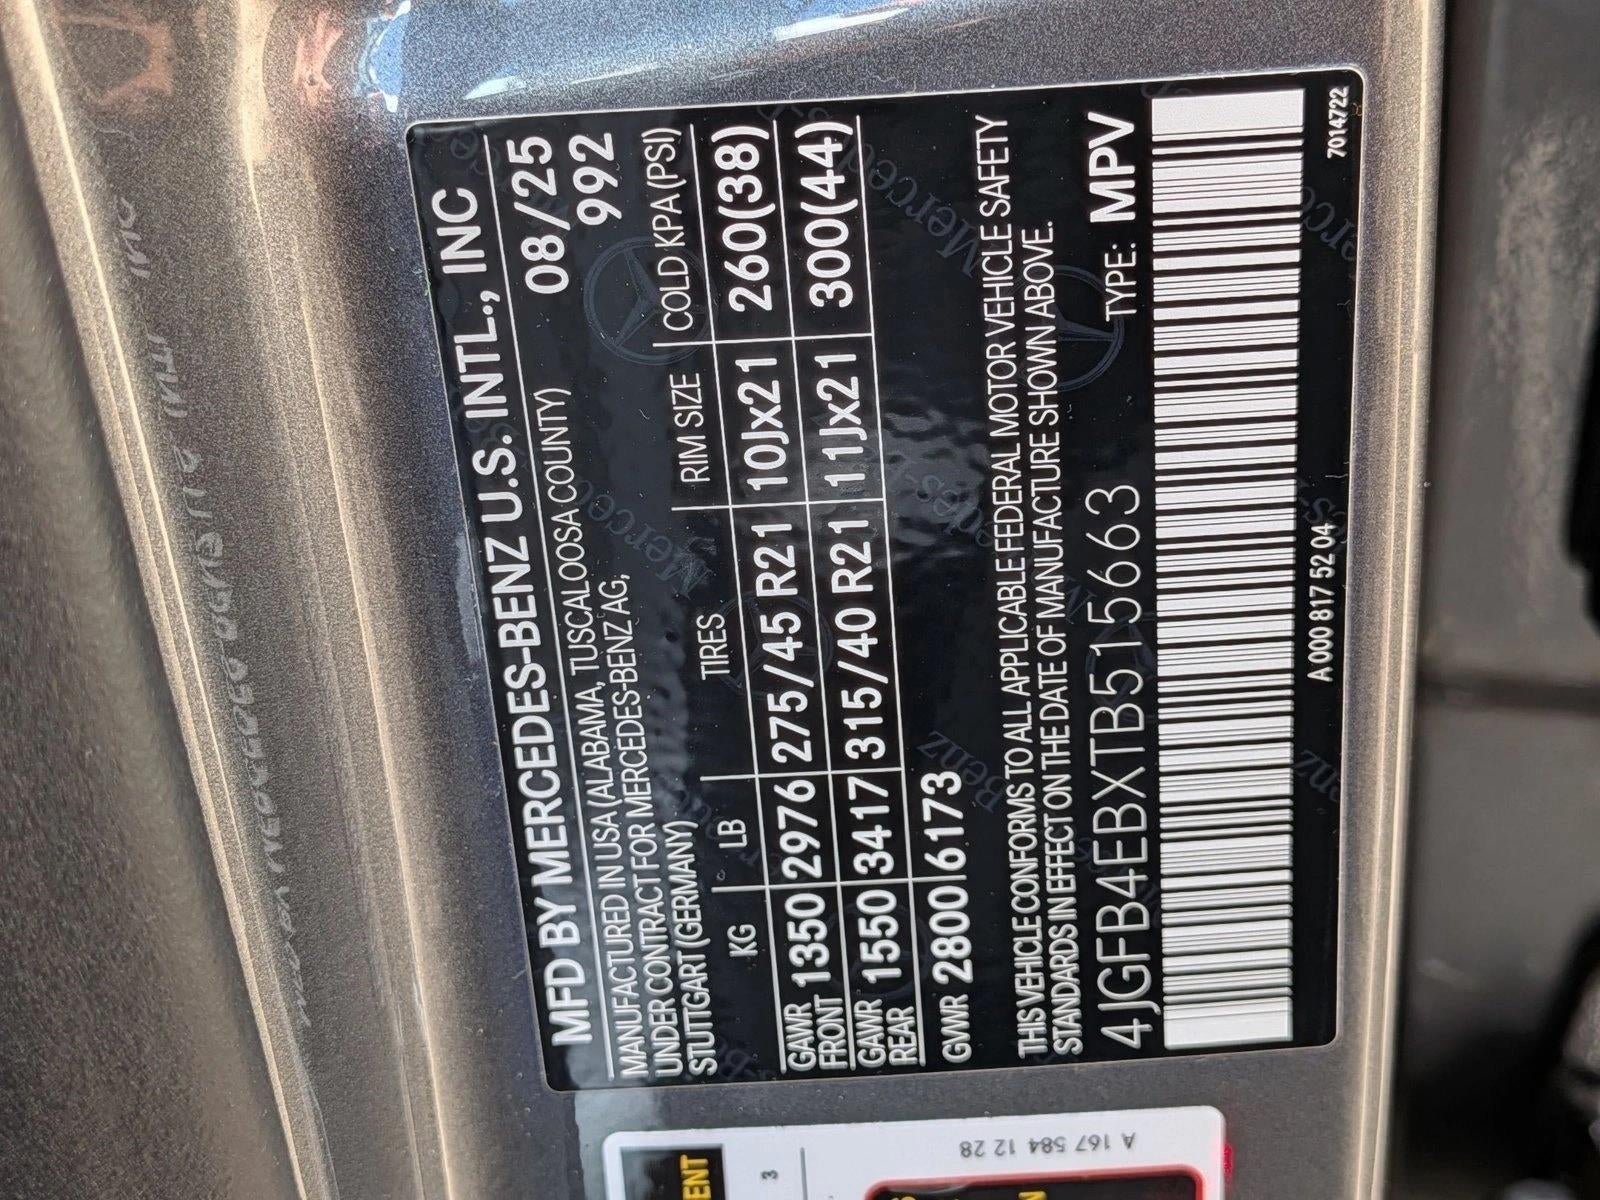 MFD BY MERCEDES-BENZ U.S. INTL., INC
MANUFACTURED IN USA (ALABAMA, TUSCALOOSA COUNTY) 08/25
UNDER CONTRACT FOR MERCEDES-BENZ AG, 992
STUTTGART (GERMANY)
KG LB TIRES RIM SIZE COLD KPA (PSI)
GAWR FRONT 1350 2976 275/45 R21 10Jx21 260(38)
GAWR REAR 1550 3417 315/40 R21 11Jx21 300(44)
GVWR 2800 6173
THIS VEHICLE CONFORMS TO ALL APPLICABLE FEDERAL MOTOR VEHICLE SAFETY
STANDARDS IN EFFECT ON THE DATE OF MANUFACTURE SHOWN ABOVE.
4JGFB4EBXTB515663 TYPE: MPV
A 000 817 52 04 7014722
A 167 584 12 28
3
ENT